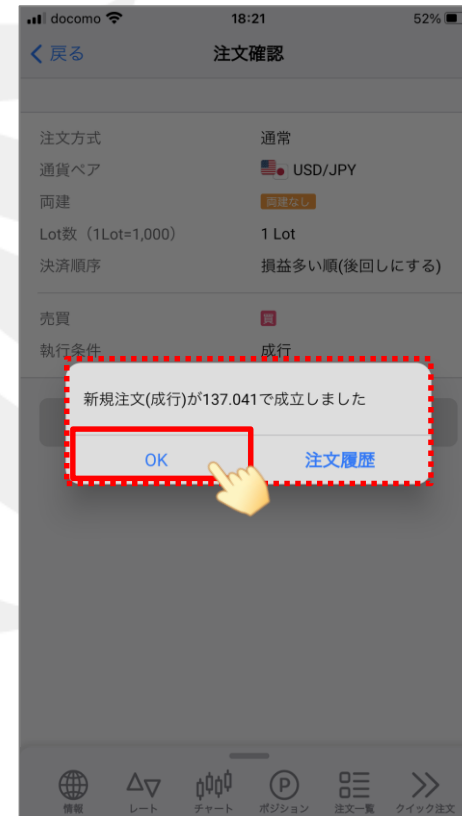 docomo 18:21 52%
戻る 注文確認
注文方式 通常
通貨ペア USD/JPY
両建 両建なし
Lot数（1Lot=1,000） 1 Lot
決済順序 損益多い順(後回しにする)
売買 買
執行条件 成行
新規注文(成行)が137.041で成立しました
OK 注文履歴
情報 レート チャート P ポジション 注文一覧 クイック注文